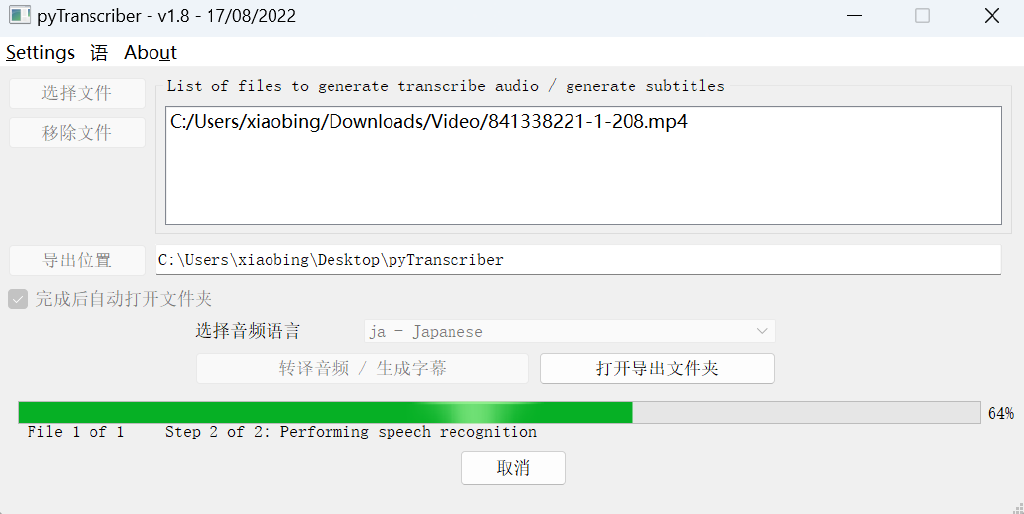 pyTranscriber - v1.8 - 17/08/2022
Settings 语 About
选择文件
List of files to generate transcribe audio / generate subtitles
移除文件
C:/Users/xiaobing/Downloads/Video/841338221-1-208.mp4
导出位置
C:\Users\xiaobing\Desktop\pyTranscriber
完成后自动打开文件夹
选择音频语言
ja - Japanese
转译音频 / 生成字幕
打开导出文件夹
64%
File 1 of 1
Step 2 of 2: Performing speech recognition
取消